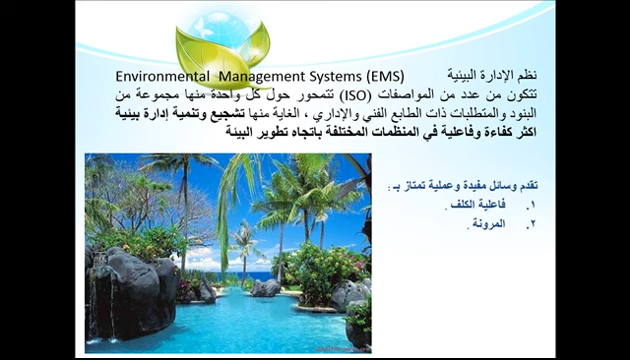 نظم الإدارة البيئية Environmental Management Systems (EMS)
تتكون من عدد من المواصفات (ISO) تتمحور حول كل واحدة منها مجموعة من
البنود والمتطلبات ذات الطابع الفني والإداري ، الغاية منها تشجيع وتنمية إدارة بيئية
اكثر كفاءة وفاعلية في المنظمات المختلفة باتجاه تطوير البيئة
تقدم وسائل مفيدة وعملية تمتاز بـ :
١. فاعلية الكلف .
٢. المرونة .